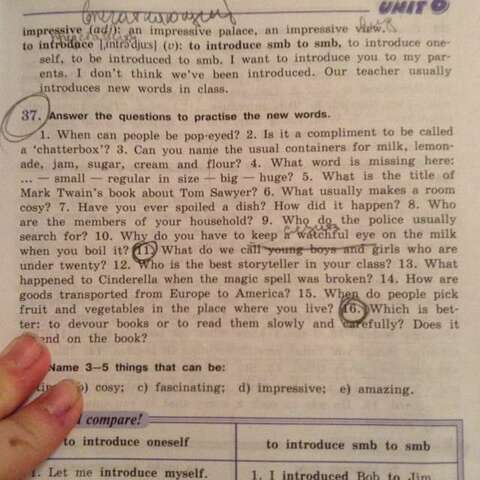 UNIT 6
impressive (adj): an impressive palace, an impressive view.
to introduce [,ıntrə'djuːs] (v): to introduce smb to smb, to introduce one-
self, to be introduced to smb. I want to introduce you to my par-
ents. I don't think we've been introduced. Our teacher usually
introduces new words in class.
37. Answer the questions to practise the new words.
1. When can people be pop-eyed? 2. Is it a compliment to be called
a 'chatterbox'? 3. Can you name the usual containers for milk, lemon-
ade, jam, sugar, cream and flour? 4. What word is missing here:
... — small — regular in size — big — huge? 5. What is the title of
Mark Twain's book about Tom Sawyer? 6. What usually makes a room
cosy? 7. Have you ever spoiled a dish? How did it happen? 8. Who
are the members of your household? 9. Who do the police usually
search for? 10. Why do you have to keep a watchful eye on the milk
when you boil it? 11. What do we call young boys and girls who are
under twenty? 12. Who is the best storyteller in your class? 13. What
happened to Cinderella when the magic spell was broken? 14. How are
goods transported from Europe to America? 15. When do people pick
fruit and vegetables in the place where you live? 16. Which is bet-
ter: to devour books or to read them slowly and carefully? Does it
end on the book?
Name 3—5 things that can be:
b) cosy; c) fascinating; d) impressive; e) amazing.
compare!
to introduce oneself
to introduce smb to smb
1. Let me introduce myself.
1. I introduced Bob to Jim